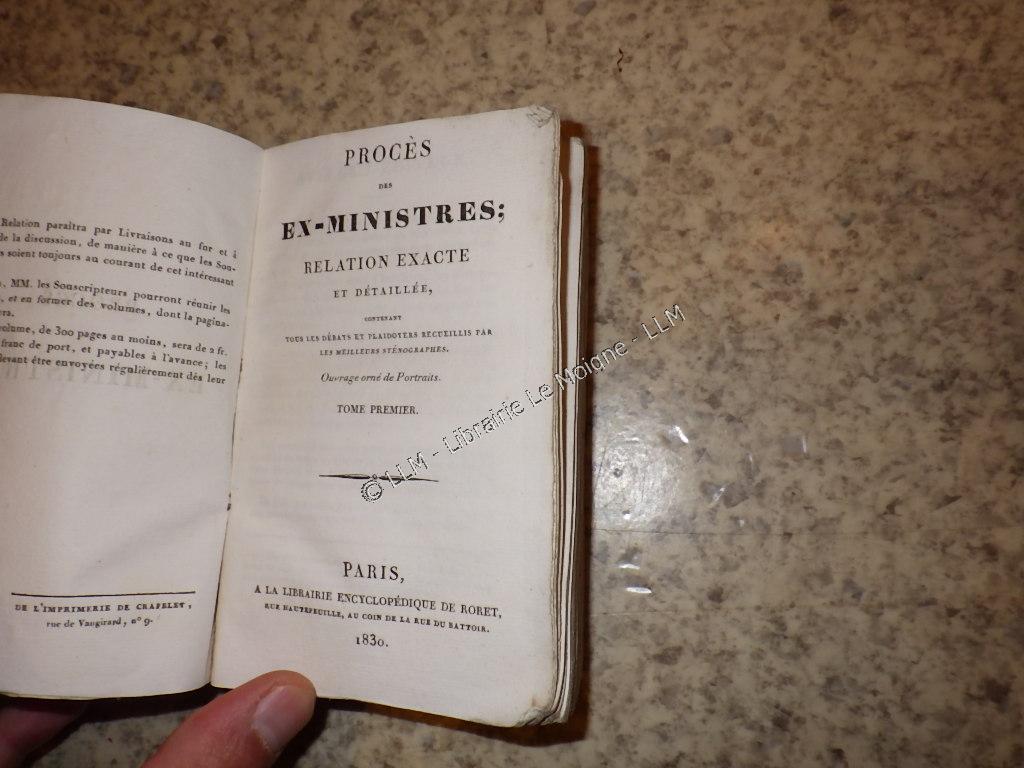 Relation paraîtra par Livraisons au fur et à
de la discussion, de manière à ce que les Sou-
s soient toujours au courant de cet intéressant
, MM. les Souscripteurs pourront réunir les
, et en former des volumes, dont la pagina-
era.
volume, de 300 pages au moins, sera de 2 fr.
franc de port, et payables à l'avance; les
devant être envoyées régulièrement dès leur
DE L'IMPRIMERIE DE CRAPELET,
rue de Vaugirard, n° 9.
PROCÈS
DES
EX-MINISTRES;
RELATION EXACTE
ET DÉTAILLÉE,
CONTENANT
TOUS LES DÉBATS ET PLAIDOYERS RECUEILLIS PAR
LES MEILLEURS STÉNOGRAPHES.
Ouvrage orné de Portraits.
TOME PREMIER.
PARIS,
A LA LIBRAIRIE ENCYCLOPÉDIQUE DE RORET,
RUE HAUTEFEUILLE, AU COIN DE LA RUE DU BATTOIR.
1830.
© LLM - Librairie Le Moigne - LLM